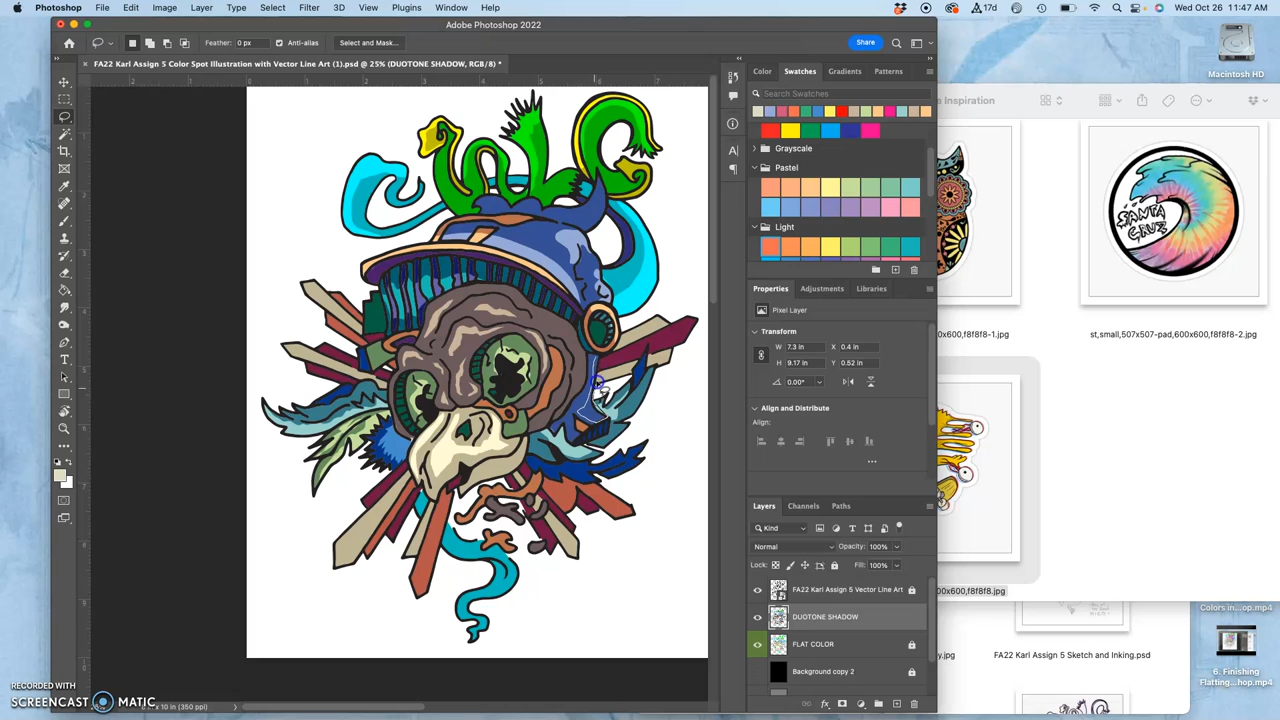 Photoshop File Edit Image Layer Type Select Filter 3D View Plugins Window Help 17d Wed Oct 26 11:47 AM
Adobe Photoshop 2022
Feather: 0 px Anti-alias Select and Mask... Share
FA22 Karl Assign 5 Color Spot Illustration with Vector Line Art (1).psd @ 25% (DUOTONE SHADOW, RGB/8) *
Color Swatches Gradients Patterns
Search Swatches
Grayscale
Pastel
Light
Properties Adjustments Libraries
Pixel Layer
Transform
W 7.3 in X 0.4 in
H 9.17 in Y 0.52 in
0.00°
Align and Distribute
Align:
Layers Channels Paths
Kind
Normal Opacity: 100%
Lock: Fill: 100%
FA22 Karl Assign 5 Vector Line Art
DUOTONE SHADOW
FLAT COLOR
Background copy 2
x 10 in (350 ppi)
Macintosh HD
Inspiration
SANTA
CRUZ
600x600,f8f8f8-1.jpg
st,small,507x507-pad,600x600,f8f8f8-2.jpg
00x600,f8f8f8.jpg
FA22 Karl Assign 5 Sketch and Inking.psd
Colors in...
op.mp4
6. Finishing
Flatting...
hop.mp4
RECORDED WITH
SCREENCAST MATIC